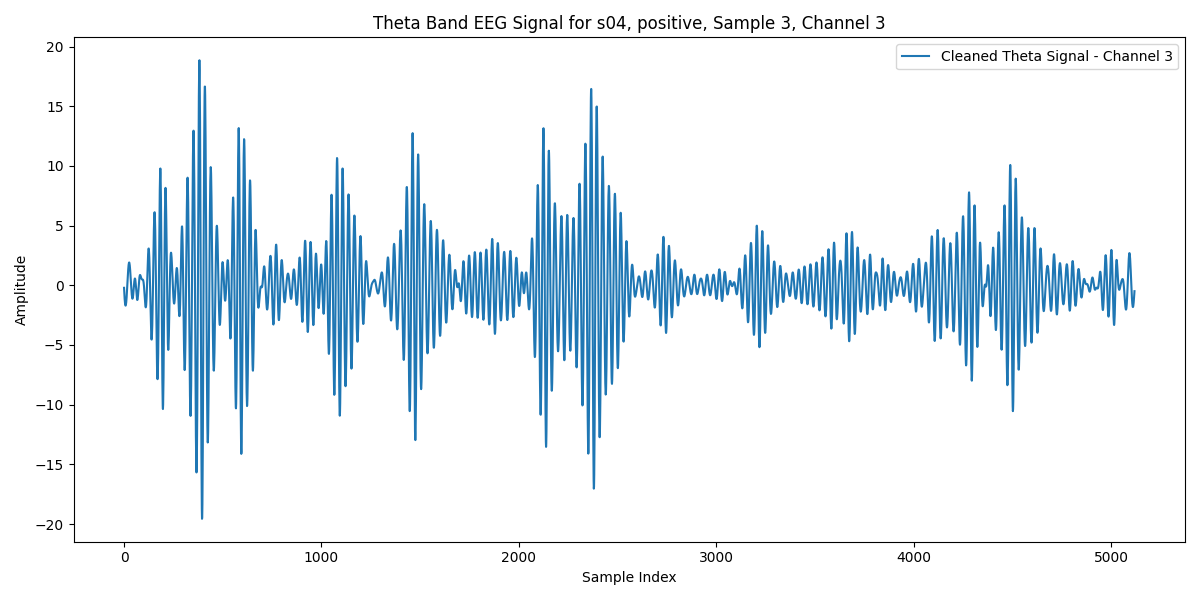 Theta Band EEG Signal for s04, positive, Sample 3, Channel 3
Cleaned Theta Signal - Channel 3
Amplitude
20
15
10
5
0
−5
−10
−15
−20
0 1000 2000 3000 4000 5000
Sample Index